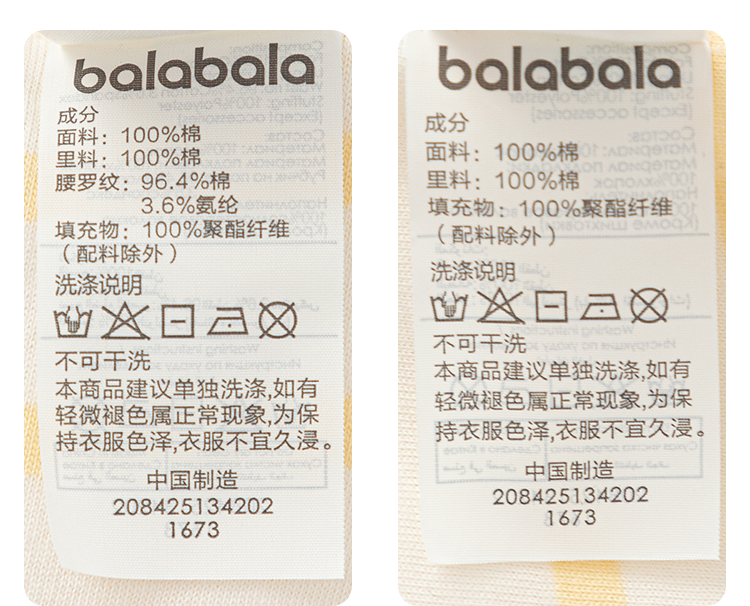 balabala
成分
面料：100%棉
里料：100%棉
腰罗纹：96.4%棉
3.6%氨纶
填充物：100%聚酯纤维
（配料除外）
洗涤说明
不可干洗
本商品建议单独洗涤,如有
轻微褪色属正常现象,为保
持衣服色泽,衣服不宜久浸。
中国制造
208425134202
1673
balabala
成分
面料：100%棉
里料：100%棉
填充物：100%聚酯纤维
（配料除外）
洗涤说明
不可干洗
本商品建议单独洗涤,如有
轻微褪色属正常现象,为保
持衣服色泽,衣服不宜久浸。
中国制造
208425134202
1673